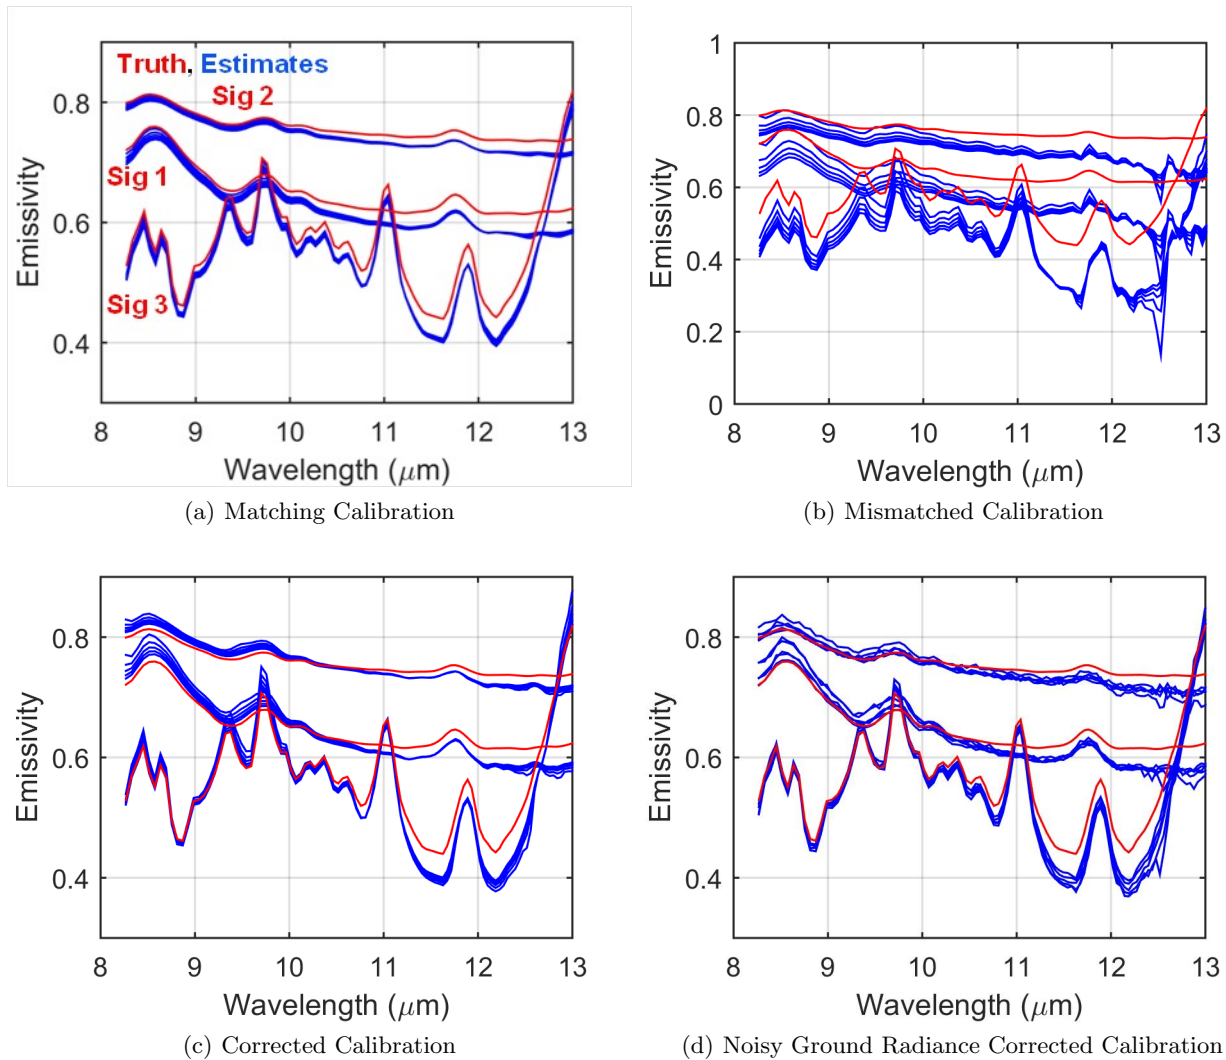 Truth, Estimates
Sig 2
Sig 1
Sig 3
Emissivity
0.8
0.6
0.4
8 9 10 11 12 13
Wavelength (μm)
(a) Matching Calibration
Emissivity
1
0.8
0.6
0.4
0.2
0
8 9 10 11 12 13
Wavelength (μm)
(b) Mismatched Calibration
Emissivity
0.8
0.6
0.4
8 9 10 11 12 13
Wavelength (μm)
(c) Corrected Calibration
Emissivity
0.8
0.6
0.4
8 9 10 11 12 13
Wavelength (μm)
(d) Noisy Ground Radiance Corrected Calibration